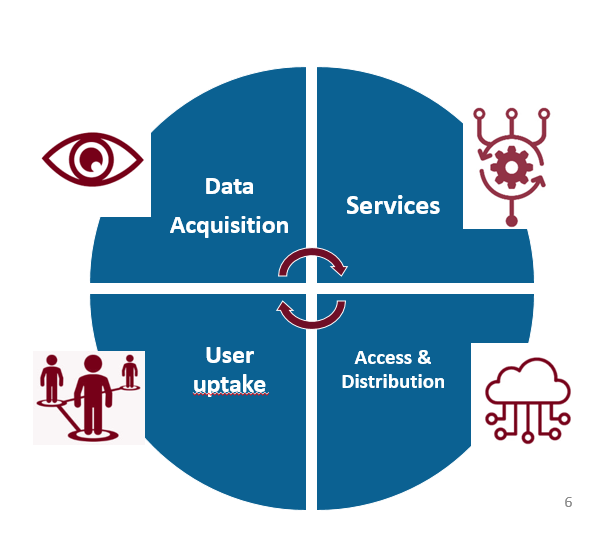 Data
Acquisition
Services
User
uptake
Access &
Distribution
6